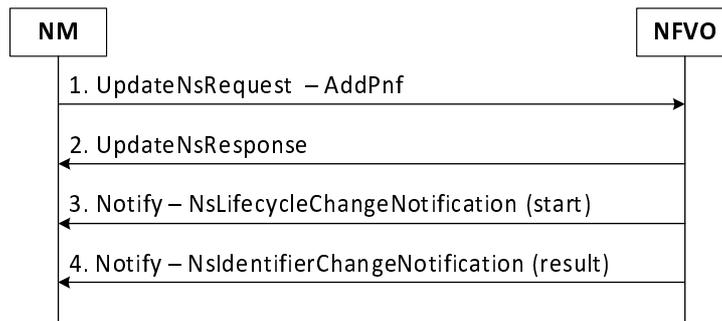 NM
NFVO
1. UpdateNsRequest – AddPnf
2. UpdateNsResponse
3. Notify – NsLifecycleChangeNotification (start)
4. Notify – NsIdentifierChangeNotification (result)